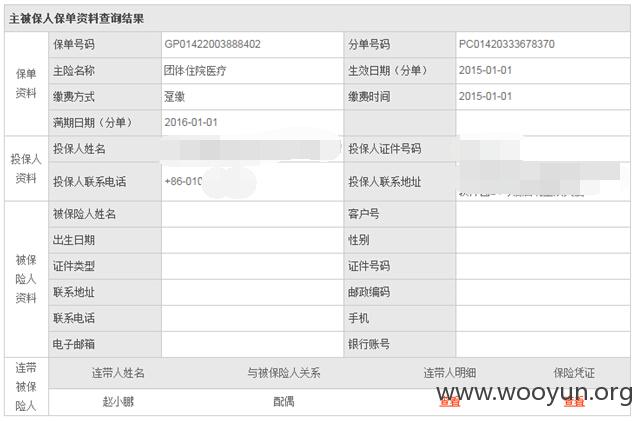 主被保人保单资料查询结果
保单资料
保单号码 GP01422003888402 分单号码 PC01420333678370
主险名称 团体住院医疗 生效日期（分单） 2015-01-01
缴费方式 趸缴 缴费时间 2015-01-01
满期日期（分单） 2016-01-01
投保人资料
投保人姓名 投保人证件号码
投保人联系电话 +86-010 投保人联系地址
被保险人资料
被保险人姓名 客户号
出生日期 性别
证件类型 证件号码
联系地址 邮政编码
联系电话 手机
电子邮箱 银行账号
连带被保险人
连带人姓名 与被保险人关系 连带人明细 保险凭证
赵小鹏 配偶 查看 查看
www.wooyun.org